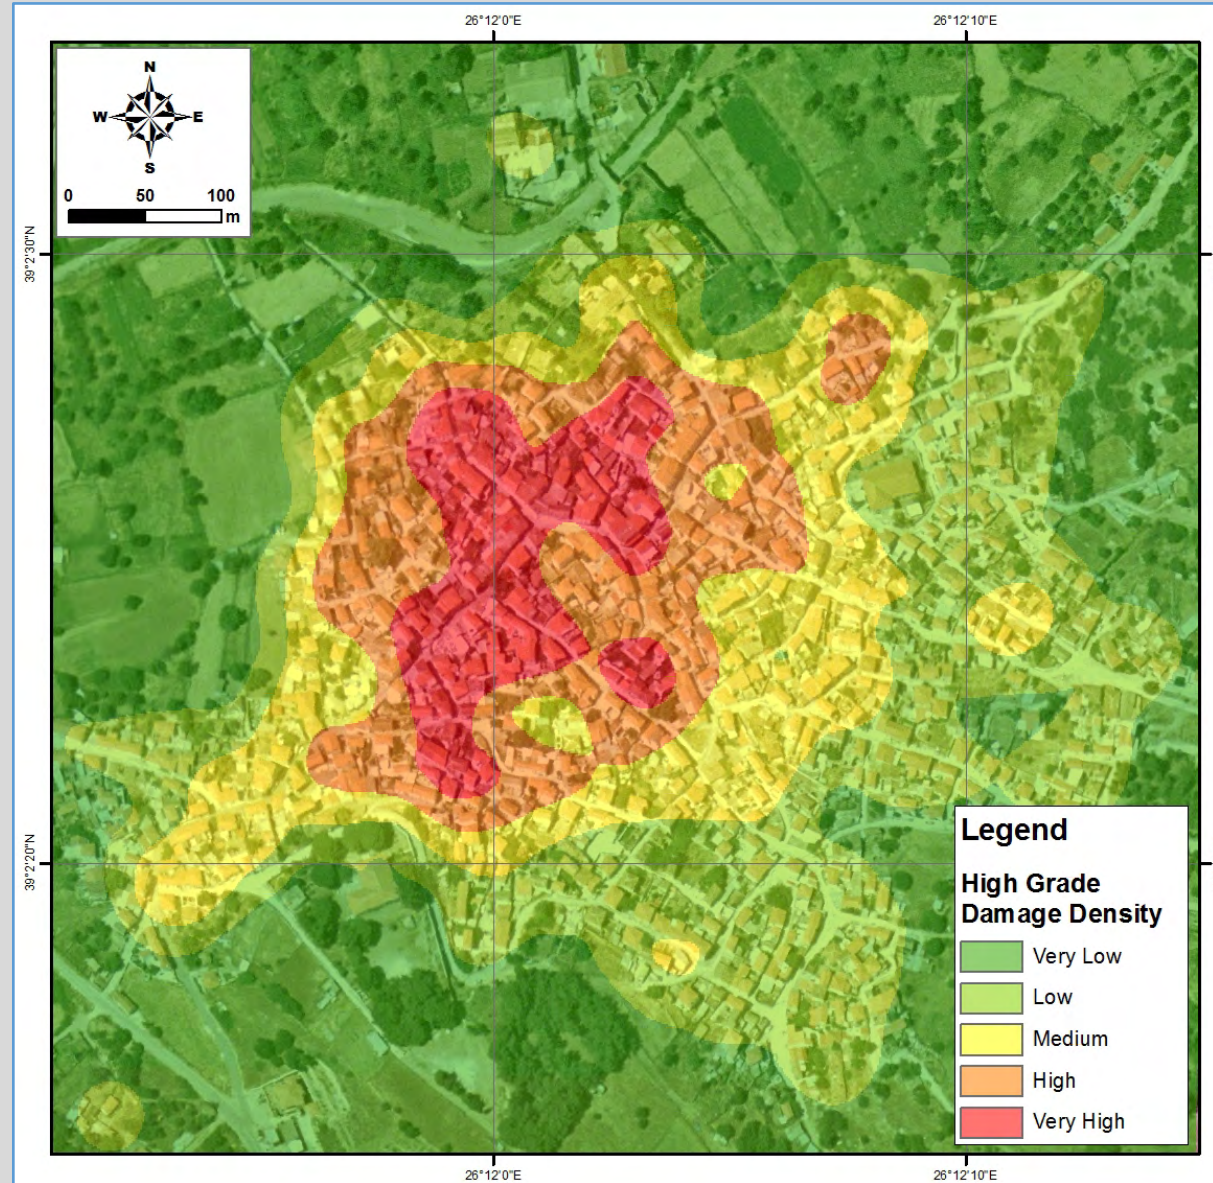 26°12'0"E
26°12'10"E
N
W E
S
0 50 100
m
39°2'30"N
39°2'20"N
Legend
High Grade
Damage Density
Very Low
Low
Medium
High
Very High
26°12'0"E
26°12'10"E